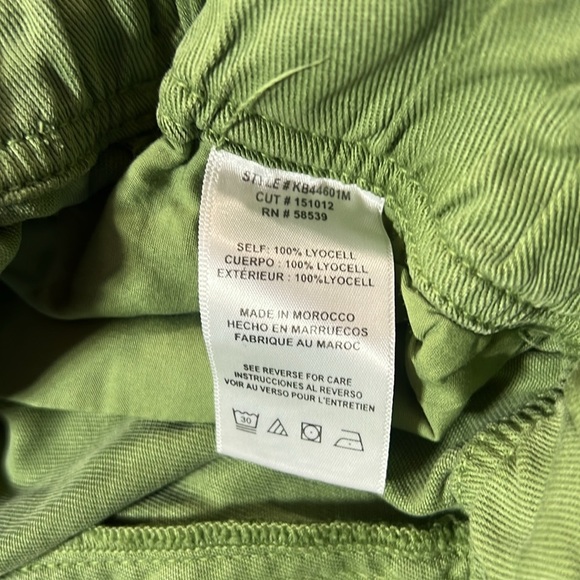 STYLE # KB44601M
CUT # 151012
RN # 58539
SELF: 100% LYOCELL
CUERPO : 100% LYOCELL
EXTÉRIEUR : 100%LYOCELL
MADE IN MOROCCO
HECHO EN MARRUECOS
FABRIQUE AU MAROC
SEE REVERSE FOR CARE
INSTRUCCIONES AL REVERSO
VOIR AU VERSO POUR L'ENTRETIEN
30